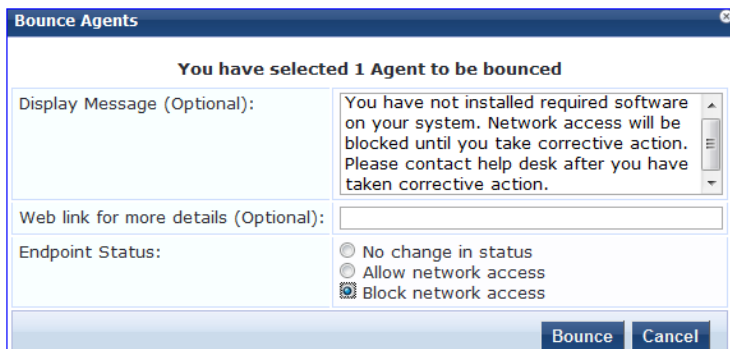 Bounce Agents
You have selected 1 Agent to be bounced
Display Message (Optional):
You have not installed required software
on your system. Network access will be
blocked until you take corrective action.
Please contact help desk after you have
taken corrective action.
Web link for more details (Optional):
Endpoint Status:
No change in status
Allow network access
Block network access
Bounce Cancel